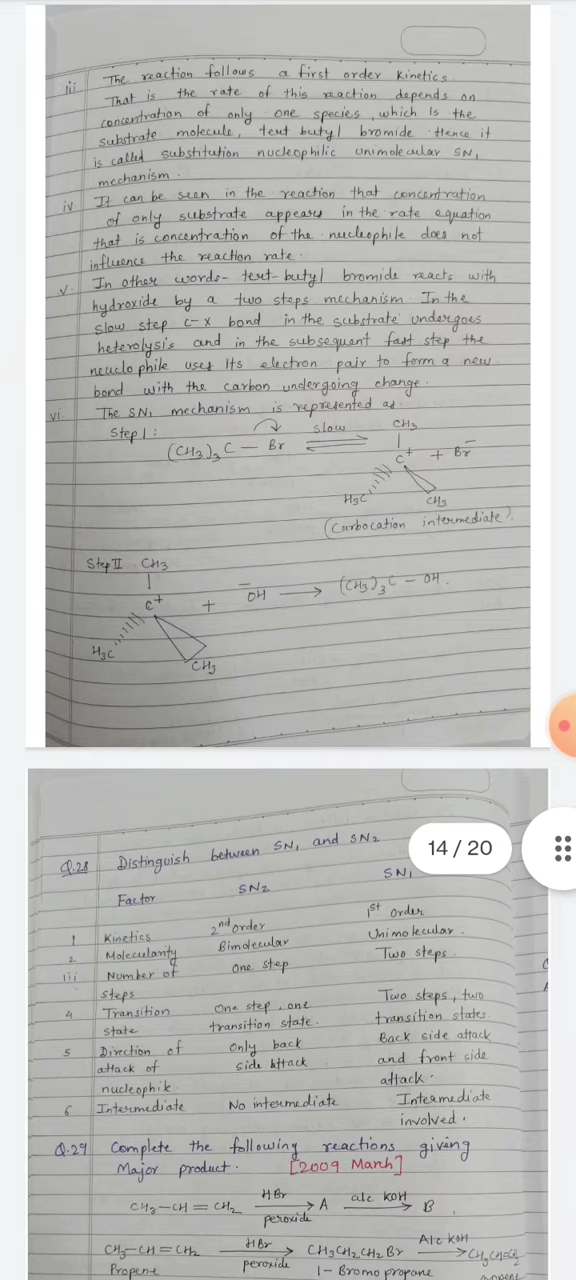 iii The reaction follows a first order kinetics.
That is the rate of this reaction depends on
concentration of only one species, which is the
substrate molecule, tert butyl bromide. Hence it
is called substitution nucleophilic unimolecular SN1
mechanism.
iv. It can be seen in the reaction that concentration
of only substrate appears in the rate equation
that is concentration of the nucleophile does not
influence the reaction rate.
v. In other words- tert-butyl bromide reacts with
hydroxide by a two steps mechanism. In the
slow step c-x bond in the substrate undergoes
heterolysis and in the subsequent fast step the
neuclophile uses its electron pair to form a new
bond with the carbon undergoing change.
vi The SN1 mechanism is represented as.
Step I :
(CH3)3 C — Br
slow
CH3
C+ + Br-
H3C
CH3
(Carbocation intermediate).
Step II CH3
C+ + -OH ⟶ (CH3)3C - OH.
H3C
CH3
14 / 20
Q.28 Distinguish between SN1 and SN2
Factor SN2 SN1
1 Kinetics 2nd order 1st order
2 Moleculanity Bimolecular Unimolecular.
iii Number of steps One step Two steps.
4 Transition state One step, one transition state. Two steps, two transition states
5 Direction of attack of nucleophile. Only back side attack Back side attack and front side attack.
6 Intermediate No intermediate Intermediate involved.
Q.29 Complete the following reactions giving
Major product. [2009 March]
CH3-CH=CH2 HBr peroxide ⟶ A alc KOH ⟶ B.
CH3-CH=CH2 HBr peroxide ⟶ CH3CH2CH2Br Alc KOH ⟶ CH3CH=CH2
Propene 1-Bromopropane